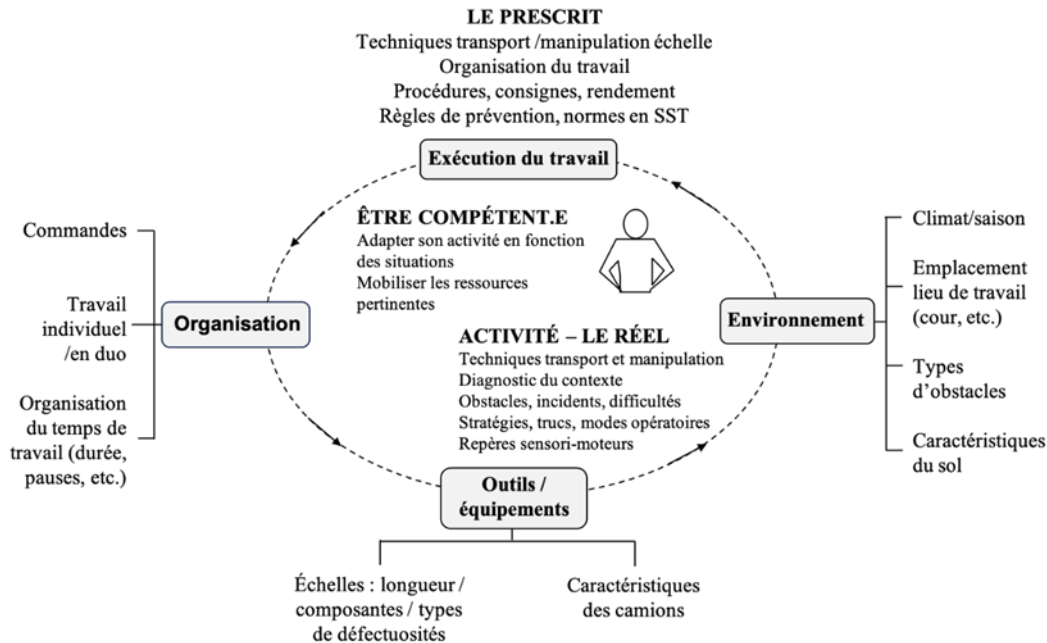 LE PRESCRIT
Techniques transport /manipulation échelle
Organisation du travail
Procédures, consignes, rendement
Règles de prévention, normes en SST
Exécution du travail
ÊTRE COMPÉTENT.E
Adapter son activité en fonction
des situations
Mobiliser les ressources
pertinentes
Commandes
Travail
individuel
/en duo
Organisation
du temps de
travail (durée,
pauses, etc.)
Organisation
ACTIVITÉ – LE RÉEL
Techniques transport et manipulation
Diagnostic du contexte
Obstacles, incidents, difficultés
Stratégies, trucs, modes opératoires
Repères sensori-moteurs
Environnement
Climat/saison
Emplacement
lieu de travail
(cour, etc.)
Types
d’obstacles
Caractéristiques
du sol
Outils /
équipements
Échelles : longueur /
composantes / types
de défectuosités
Caractéristiques
des camions